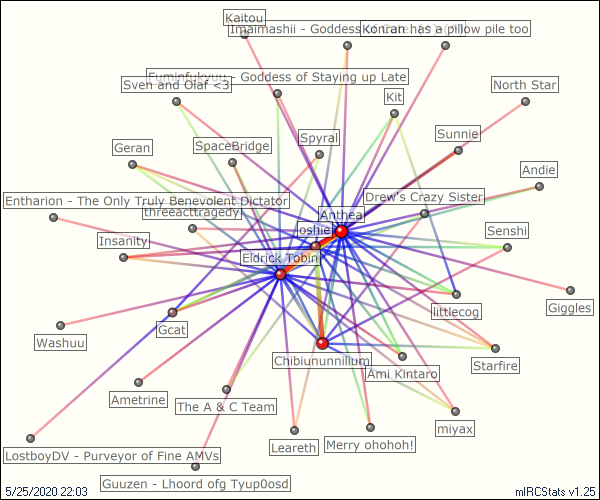 Kaitou
Imaimashii - Goddess of
Konran has a pillow pile too
Fuminfukyuu - Goddess of Staying up Late
Sven and Olaf <3
Kit
North Star
Spyral
Sunnie
SpaceBridge
Geran
Andie
Drew's Crazy Sister
Entharion - The Only Truly Benevolent Dictator
threeacttragedy
Anthea
Joshie
Senshi
Insanity
Eldrick Tobin
Giggles
littlecog
Gcat
Washuu
Chibiununnilium
Starfire
Ami Kintaro
Ametrine
The A & C Team
miyax
Leareth
Merry ohohoh!
LostboyDV - Purveyor of Fine AMVs
Guuzen - Lhoord ofg Tyup0osd
5/25/2020 22:03
mIRCStats v1.25